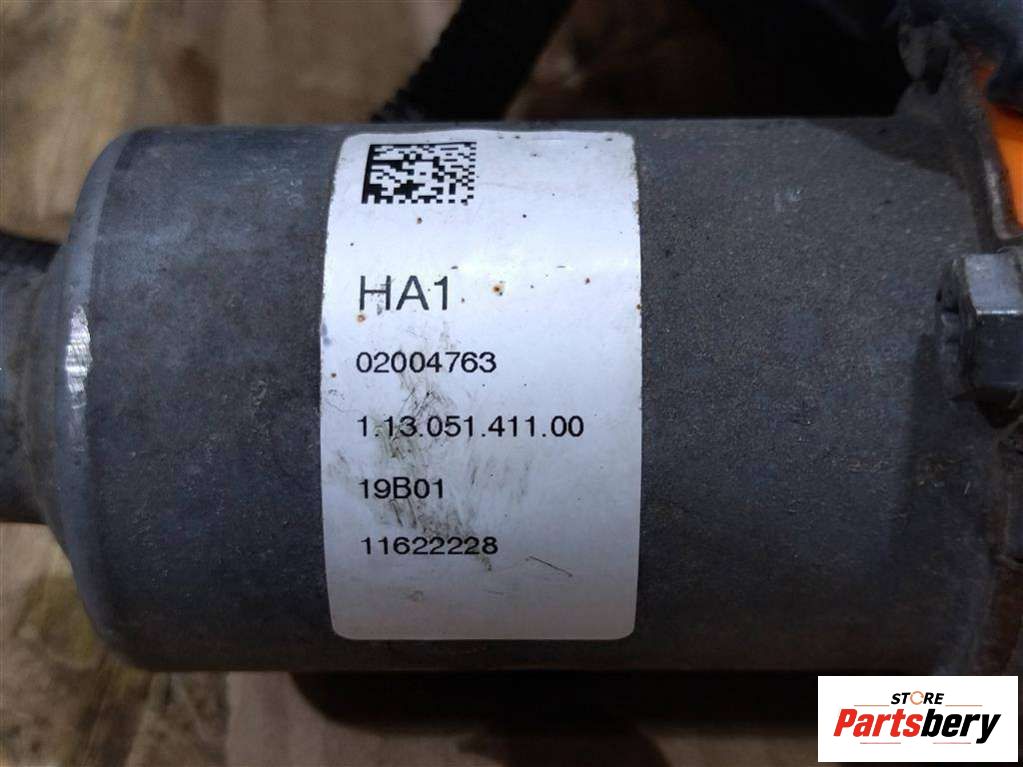 HA1
02004763
1.13.051.411.00
19B01
11622228
STORE
Partsbery